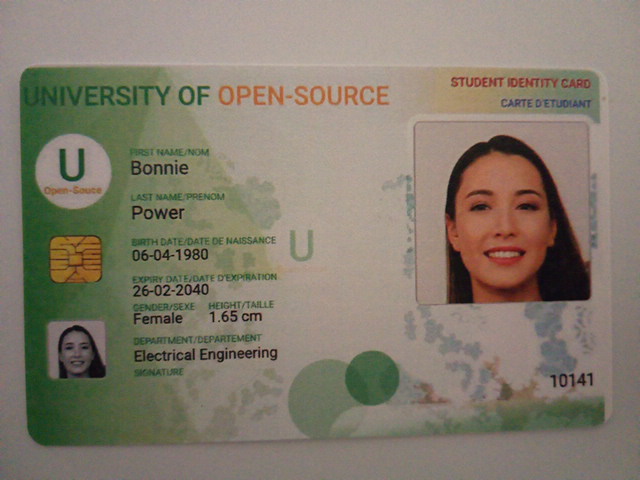 UNIVERSITY OF OPEN-SOURCE
STUDENT IDENTITY CARD
CARTE D'ETUDIANT
U
Open-Souce
FIRST NAME/NOM
Bonnie
LAST NAME/PRENOM
Power
BIRTH DATE/DATE DE NAISSANCE
06-04-1980
U
EXPIRY DATE/DATE D'EXPIRATION
26-02-2040
GENDER/SEXE HEIGHT/TAILLE
Female 1.65 cm
DEPARTMENT/DEPARTEMENT
Electrical Engineering
SIGNATURE
10141